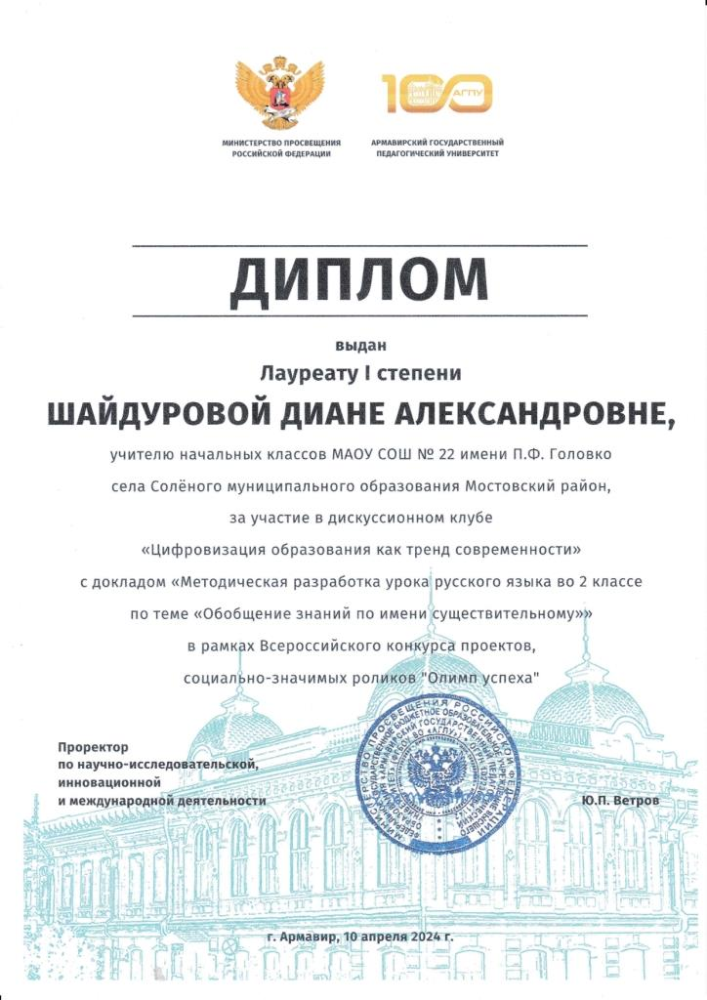 МИНИСТЕРСТВО ПРОСВЕЩЕНИЯ
РОССИЙСКОЙ ФЕДЕРАЦИИ
100 АГПУ
АРМАВИРСКИЙ ГОСУДАРСТВЕННЫЙ
ПЕДАГОГИЧЕСКИЙ УНИВЕРСИТЕТ
ДИПЛОМ
выдан
Лауреату I степени
ШАЙДУРОВОЙ ДИАНЕ АЛЕКСАНДРОВНЕ,
учителю начальных классов МАОУ СОШ № 22 имени П.Ф. Головко
села Солёного муниципального образования Мостовский район,
за участие в дискуссионном клубе
«Цифровизация образования как тренд современности»
с докладом «Методическая разработка урока русского языка во 2 классе
по теме «Обобщение знаний по имени существительному»»
в рамках Всероссийского конкурса проектов,
социально-значимых роликов "Олимп успеха"
МИНИСТЕРСТВО ПРОСВЕЩЕНИЯ РОССИЙСКОЙ ФЕДЕРАЦИИ
Проректор
по научно-исследовательской,
инновационной
и международной деятельности
Ю.П. Ветров
г. Армавир, 10 апреля 2024 г.